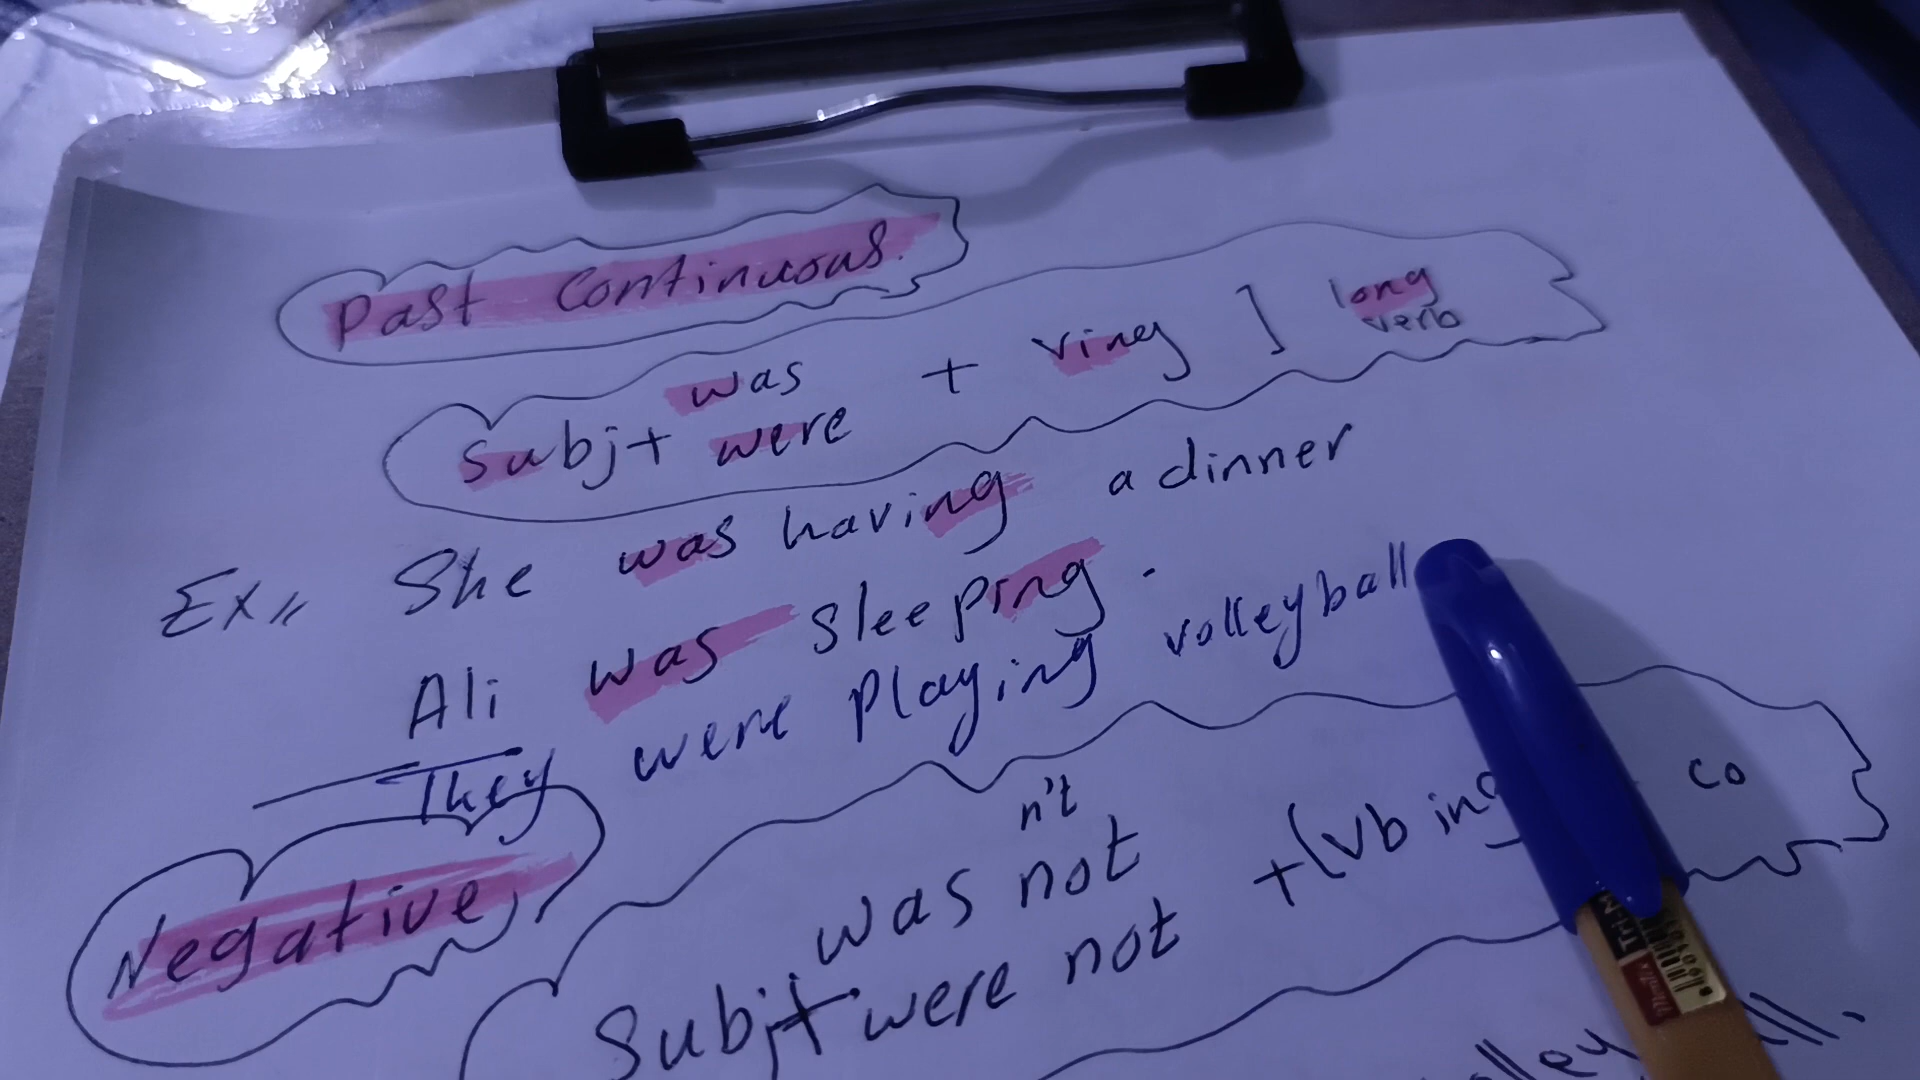 Past Continuous.
was
subj+ were + ving ] long verb
Ex,, She was having a dinner
Ali was sleeping.
They were playing volleyball
Negative
n't
was not
Subj+ were not +(Vb ing co